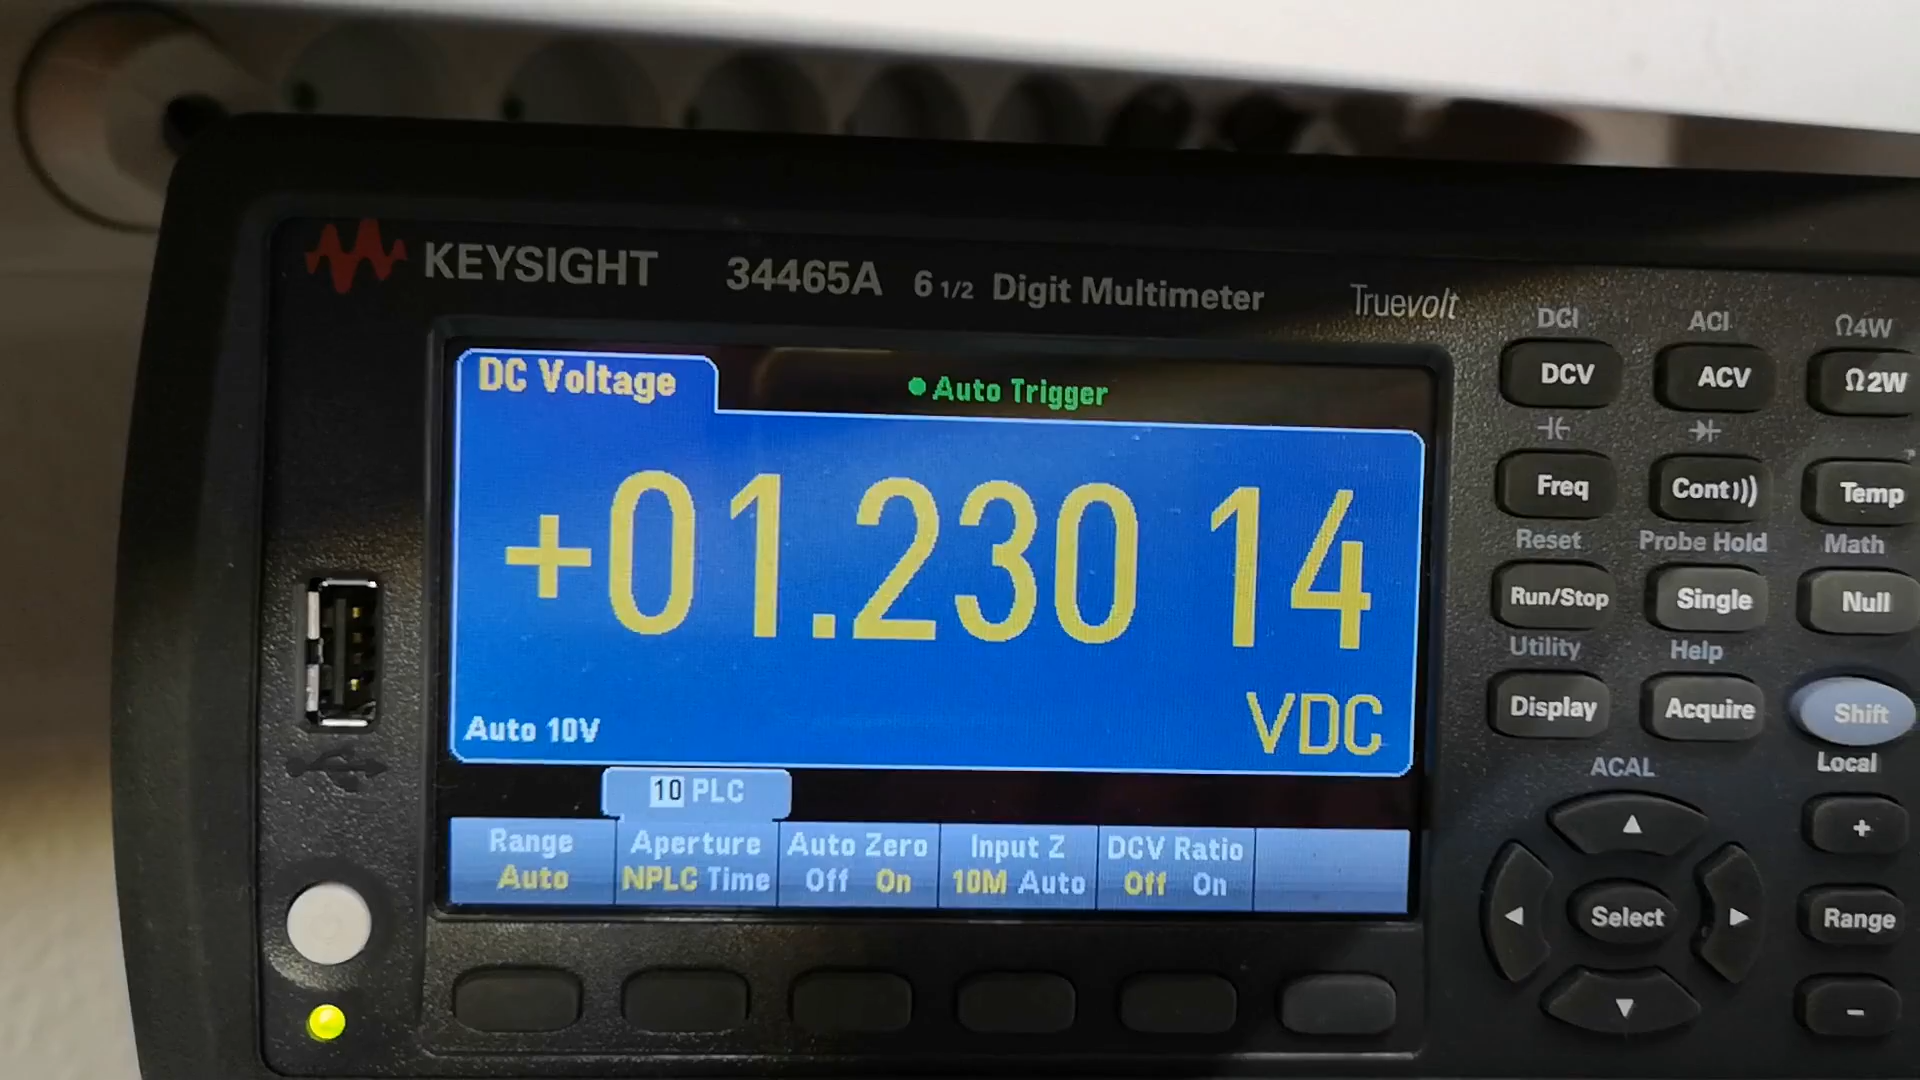 KEYSIGHT 34465A 6 1/2 Digit Multimeter Truevolt
DC Voltage
Auto Trigger
+01.230 14
VDC
Auto 10V
10 PLC
Range
Auto
Aperture
NPLC Time
Auto Zero
Off On
Input Z
10M Auto
DCV Ratio
Off On
DCI ACI Ω4W
DCV ACV Ω2W
Freq Cont Temp
Reset Probe Hold Math
Run/Stop Single Null
Utility Help
Display Acquire Shift
ACAL Local
+
Select Range
-